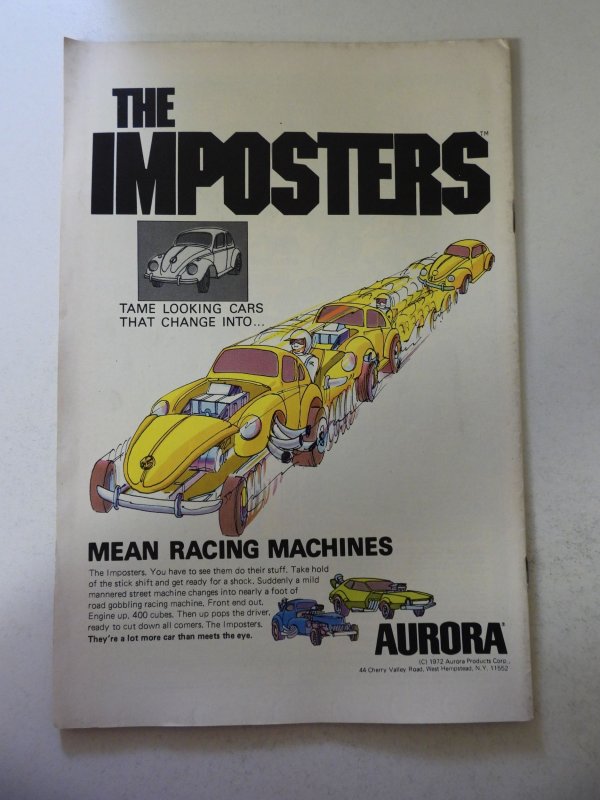 THE
IMPOSTERS™
TAME LOOKING CARS
THAT CHANGE INTO...
MEAN RACING MACHINES
The Imposters. You have to see them do their stuff. Take hold
of the stick shift and get ready for a shock. Suddenly a mild
mannered street machine changes into nearly a foot of
road gobbling racing machine. Front end out.
Engine up, 400 cubes. Then up pops the driver,
ready to cut down all comers. The Imposters.
They're a lot more car than meets the eye.
AURORA®
(C) 1972 Aurora Products Corp.,
44 Cherry Valley Road, West Hempstead, N.Y. 11552